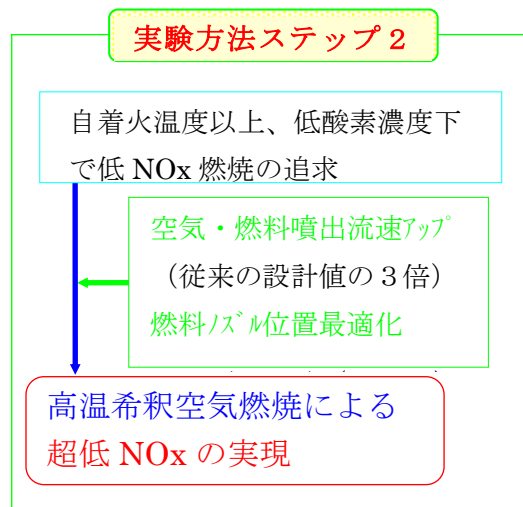 実験方法ステップ２
自着火温度以上、低酸素濃度下
で低 NOx 燃焼の追求
空気・燃料噴出流速ｱｯﾌﾟ
（従来の設計値の３倍）
燃料ﾉｽﾞﾙ位置最適化
高温希釈空気燃焼による
超低 NOx の実現